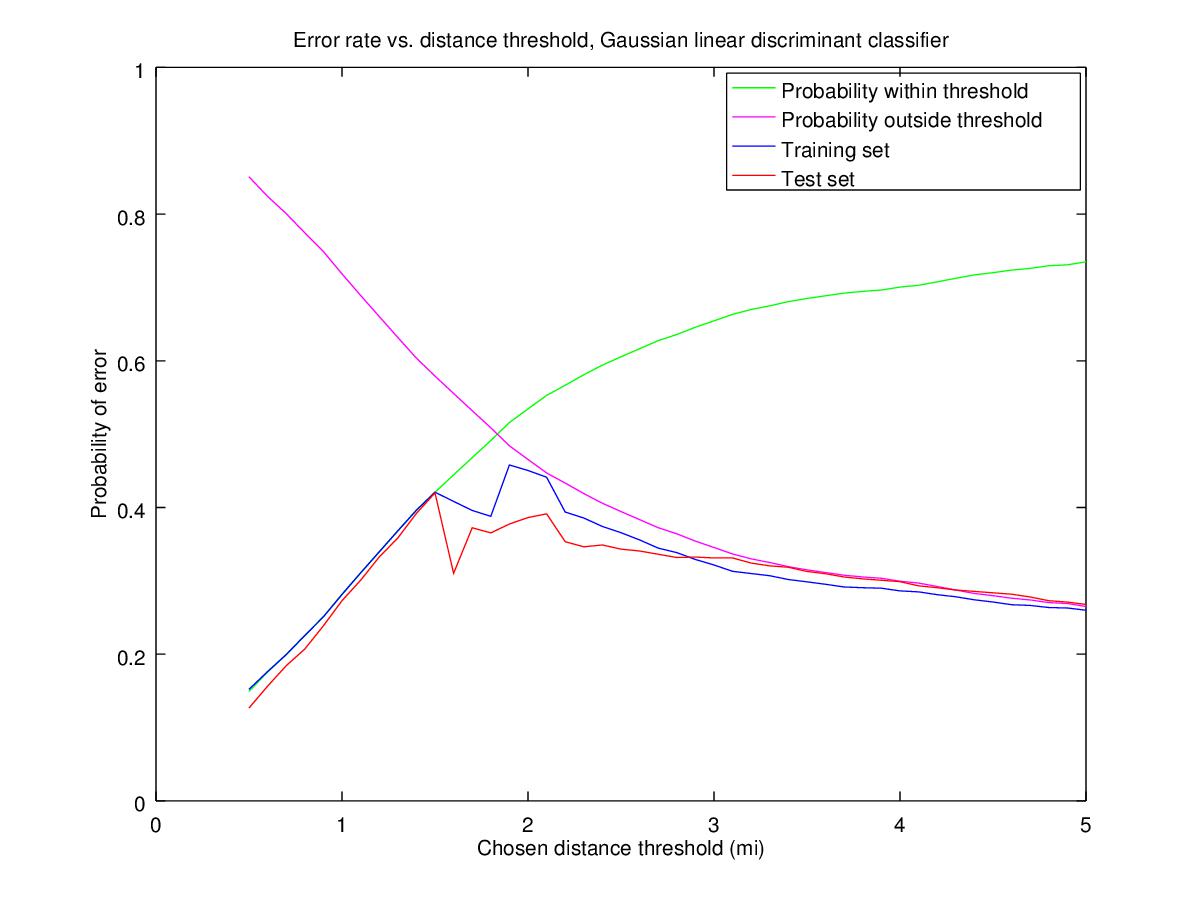 Error rate vs. distance threshold, Gaussian linear discriminant classifier
Probability within threshold
Probability outside threshold
Training set
Test set
Probability of error
1
0.8
0.6
0.4
0.2
0
0 1 2 3 4 5
Chosen distance threshold (mi)